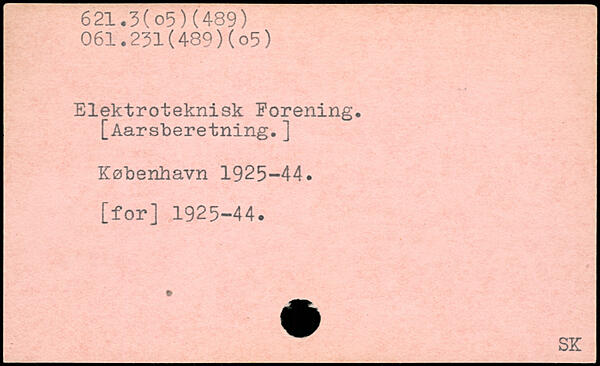 621.3(o5)(489)
061.231(489)(o5)
Elektroteknisk Forening.
[Aarsberetning.]
København 1925-44.
[for] 1925-44.
SK